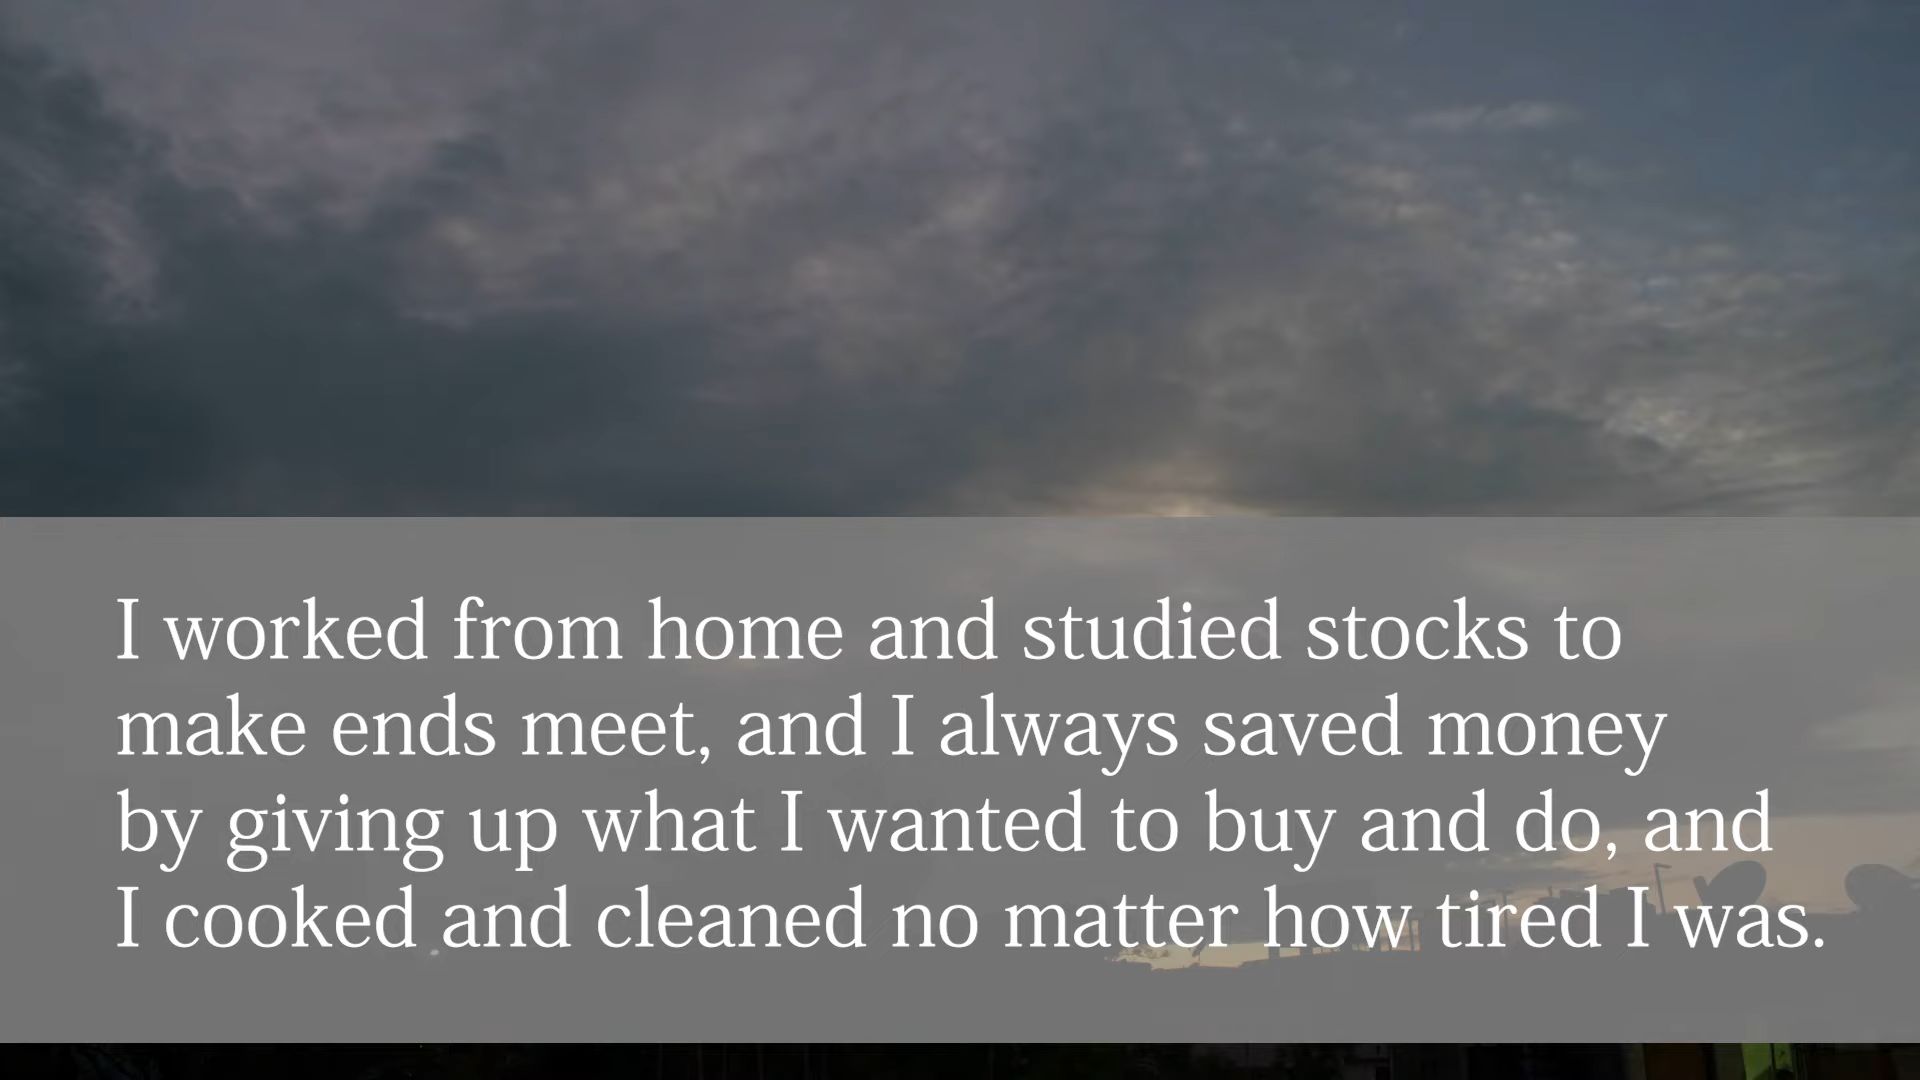 I worked from home and studied stocks to
make ends meet, and I always saved money
by giving up what I wanted to buy and do, and
I cooked and cleaned no matter how tired I was.